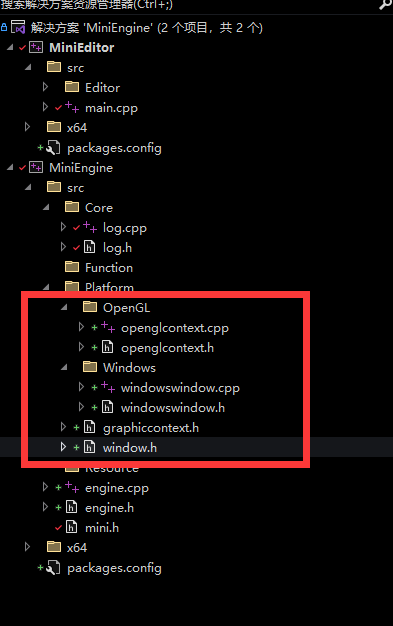 搜索解决方案资源管理器(Ctrl+;)
解决方案 'MiniEngine' (2 个项目，共 2 个)
MiniEditor
src
Editor
main.cpp
x64
packages.config
MiniEngine
src
Core
log.cpp
log.h
Function
Platform
OpenGL
openglcontext.cpp
openglcontext.h
Windows
windowswindow.cpp
windowswindow.h
graphiccontext.h
window.h
Resource
engine.cpp
engine.h
mini.h
x64
packages.config